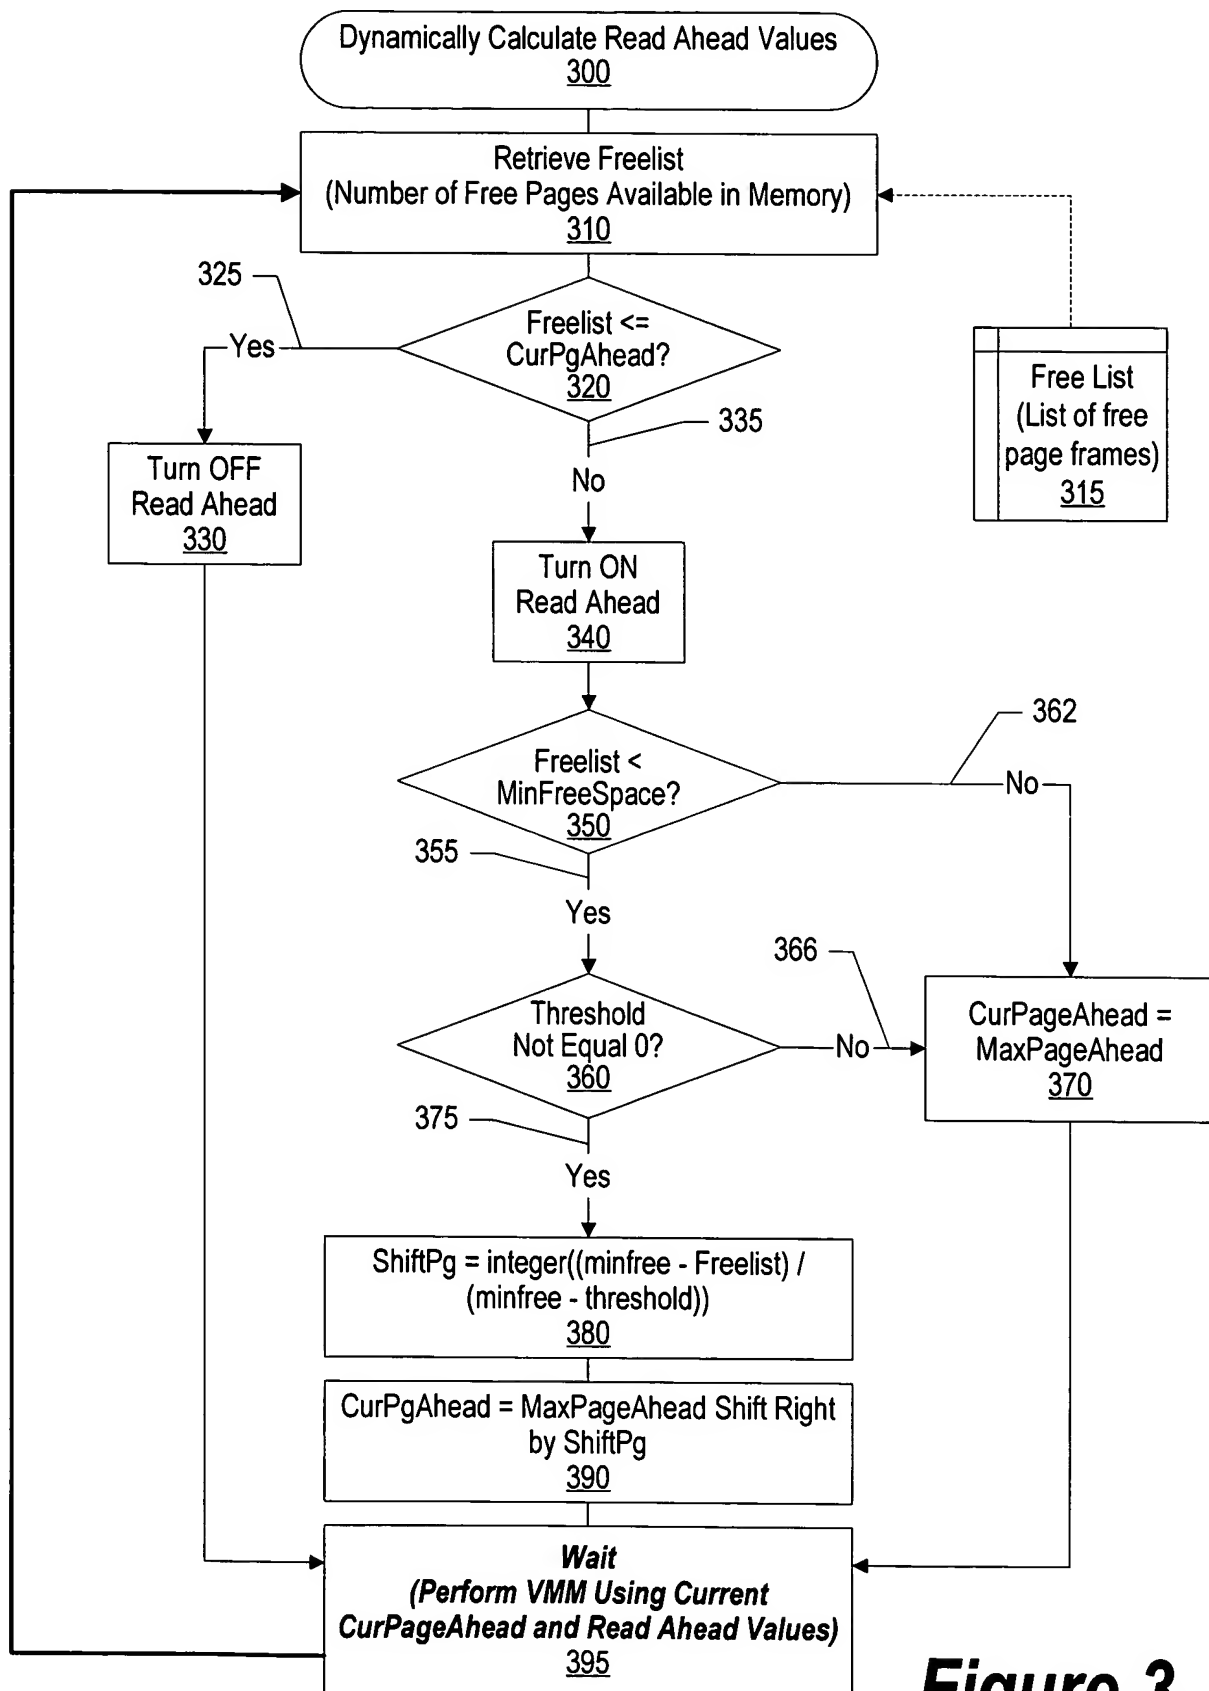 Dynamically Calculate Read Ahead Values
300
Retrieve Freelist
(Number of Free Pages Available in Memory)
310
325
Freelist <=
CurPgAhead?
320
Yes
335
Free List
(List of free
page frames)
315
Turn OFF
Read Ahead
330
No
Turn ON
Read Ahead
340
362
Freelist <
MinFreeSpace?
350
No
355
Yes
366
Threshold
Not Equal 0?
360
No
CurPageAhead =
MaxPageAhead
370
375
Yes
ShiftPg = integer((minfree - Freelist) /
(minfree - threshold))
380
CurPgAhead = MaxPageAhead Shift Right
by ShiftPg
390
Wait
(Perform VMM Using Current
CurPageAhead and Read Ahead Values)
395
Figure 3